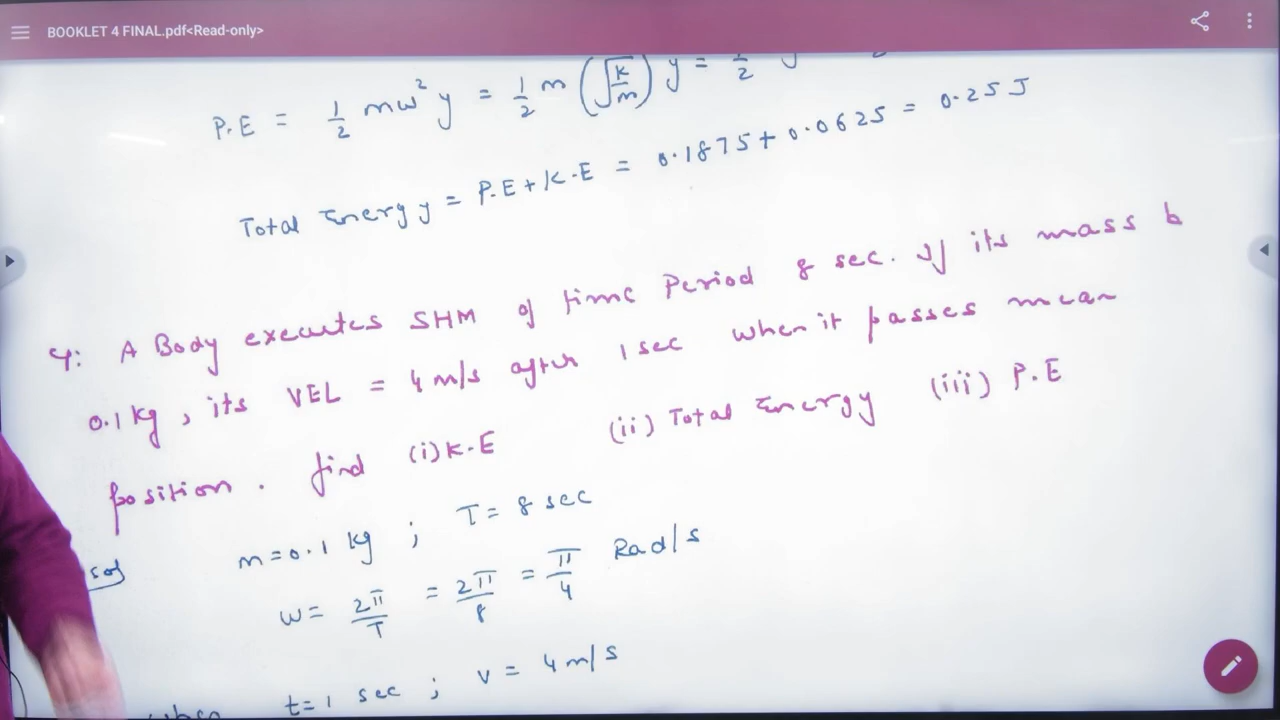 BOOKLET 4 FINAL.pdf<Read-only>
P.E = 1/2 mω² y = 1/2 m (√K/m) y = 1/2 y
Total Energy = P.E + K.E = 0.1875 + 0.0625 = 0.25 J
Q: A Body executes SHM of time Period 8 sec. If its mass b
0.1 kg, its VEL = 4 m/s after 1 sec when it passes mean
position. find (i) K.E (ii) Total Energy (iii) P.E
Sol m = 0.1 kg ; T = 8 sec
ω = 2π/T = 2π/8 = π/4 Rad/s
when t = 1 sec ; v = 4 m/s